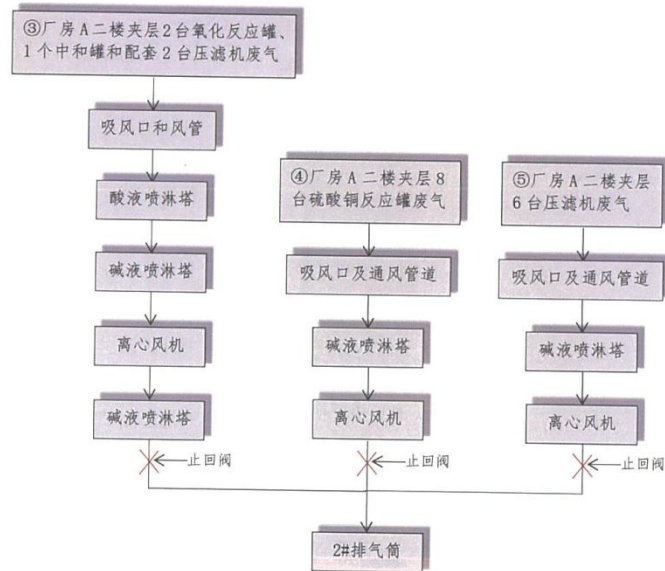 ③厂房A二楼夹层2台氧化反应罐、
1个中和罐和配套2台压滤机废气
吸风口和风管
酸液喷淋塔
碱液喷淋塔
离心风机
碱液喷淋塔
止回阀
④厂房A二楼夹层8
台硫酸铜反应罐废气
吸风口及通风管道
碱液喷淋塔
离心风机
止回阀
⑤厂房A二楼夹层
6台压滤机废气
吸风口及通风管道
碱液喷淋塔
离心风机
止回阀
2#排气筒